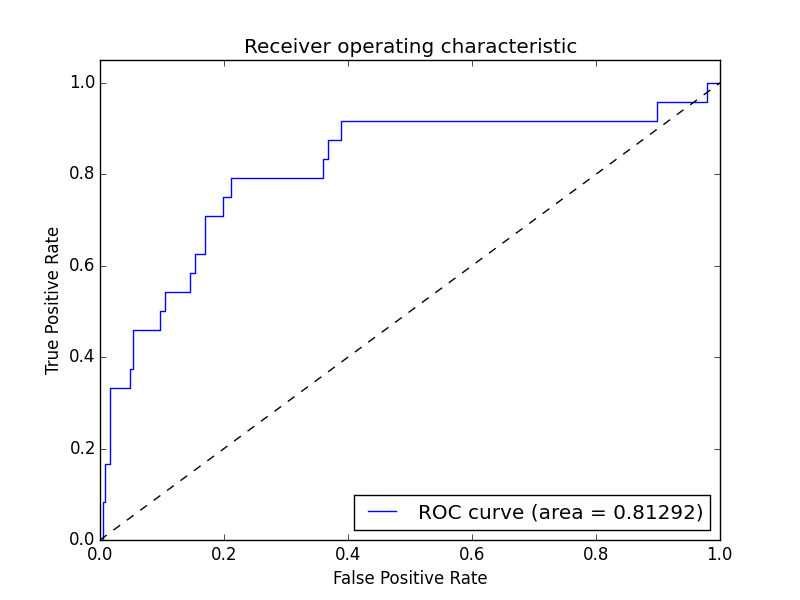 Receiver operating characteristic
1.0
0.8
0.6
0.4
0.2
0.0
True Positive Rate
ROC curve (area = 0.81292)
0.0 0.2 0.4 0.6 0.8 1.0
False Positive Rate